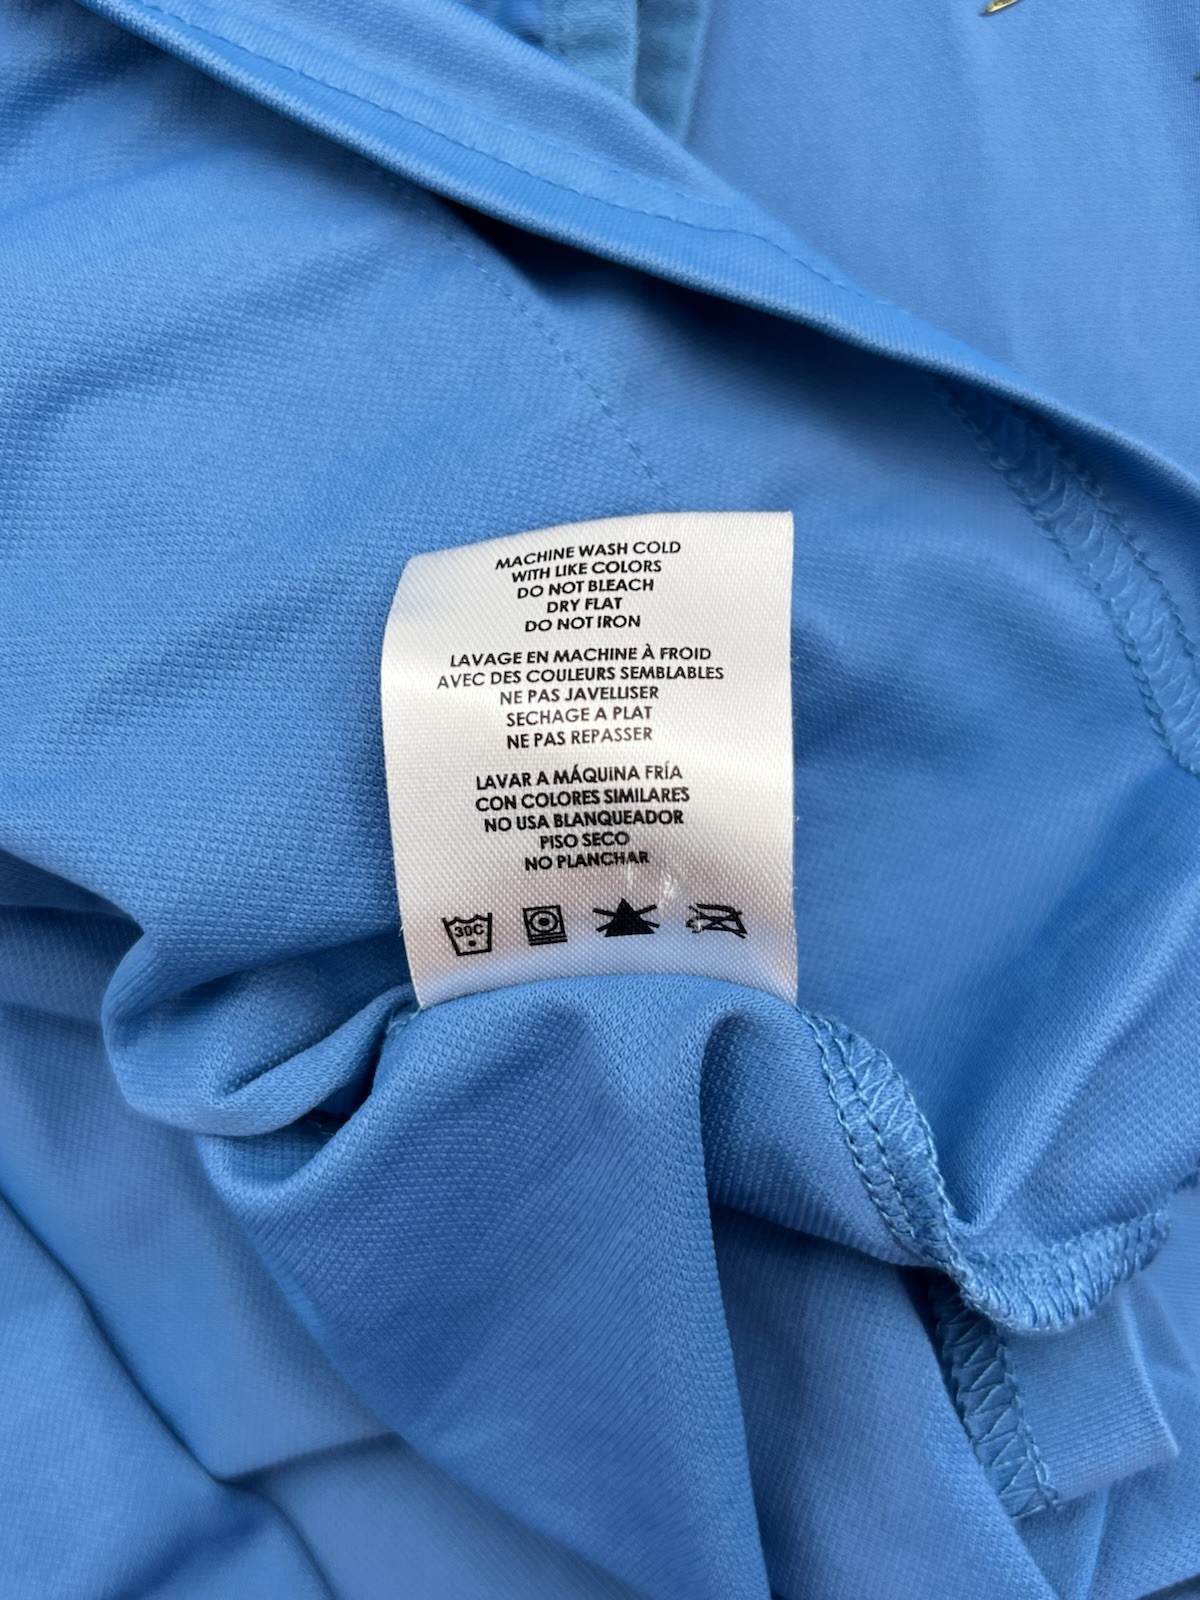 MACHINE WASH COLD
WITH LIKE COLORS
DO NOT BLEACH
DRY FLAT
DO NOT IRON
LAVAGE EN MACHINE À FROID
AVEC DES COULEURS SEMBLABLES
NE PAS JAVELLISER
SECHAGE A PLAT
NE PAS REPASSER
LAVAR A MÁQUINA FRÍA
CON COLORES SIMILARES
NO USA BLANQUEADOR
PISO SECO
NO PLANCHAR
30C